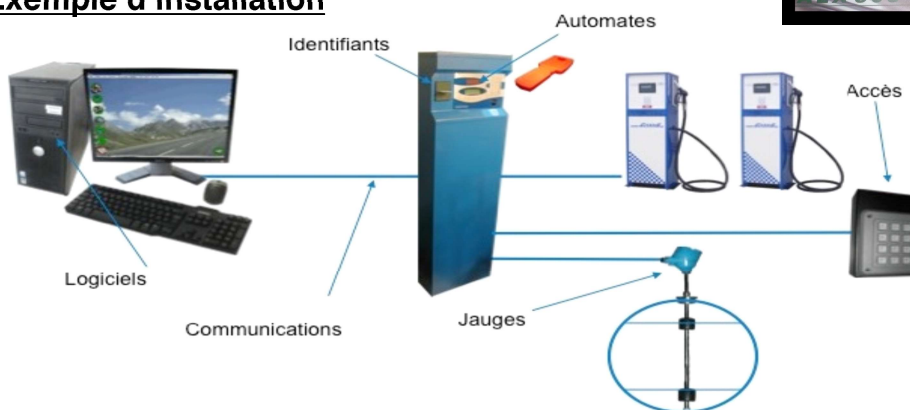 Exemple d'installation
Automates
Identifiants
Accès
Logiciels
Jauges
Communications